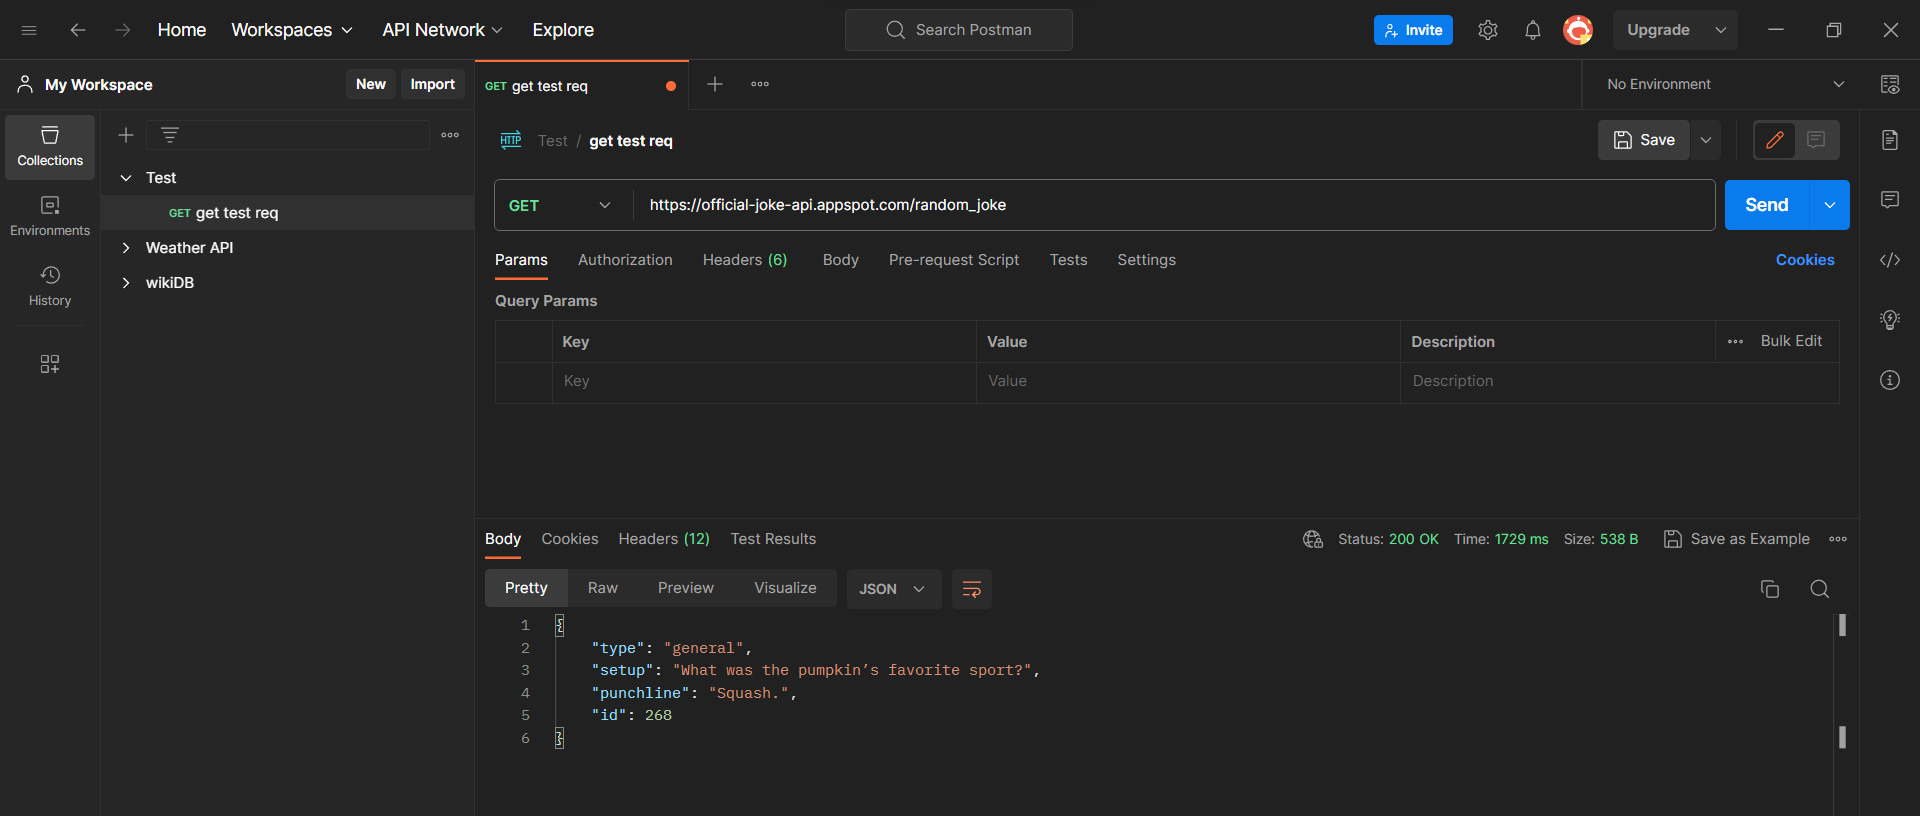 Home Workspaces API Network Explore Search Postman Invite Upgrade
My Workspace New Import GET get test req No Environment
Collections
Environments
History
Test
GET get test req
Weather API
wikiDB
HTTP Test / get test req Save
GET https://official-joke-api.appspot.com/random_joke Send
Params Authorization Headers (6) Body Pre-request Script Tests Settings Cookies
Query Params
Key Value Description Bulk Edit
Key Value Description
Body Cookies Headers (12) Test Results Status: 200 OK Time: 1729 ms Size: 538 B Save as Example
Pretty Raw Preview Visualize JSON
1 {
2 "type": "general",
3 "setup": "What was the pumpkin’s favorite sport?",
4 "punchline": "Squash.",
5 "id": 268
6 }